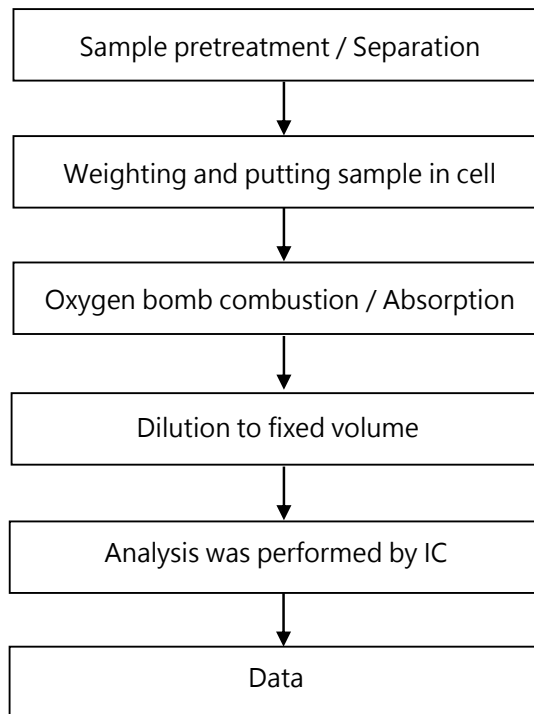 Sample pretreatment / Separation
Weighting and putting sample in cell
Oxygen bomb combustion / Absorption
Dilution to fixed volume
Analysis was performed by IC
Data